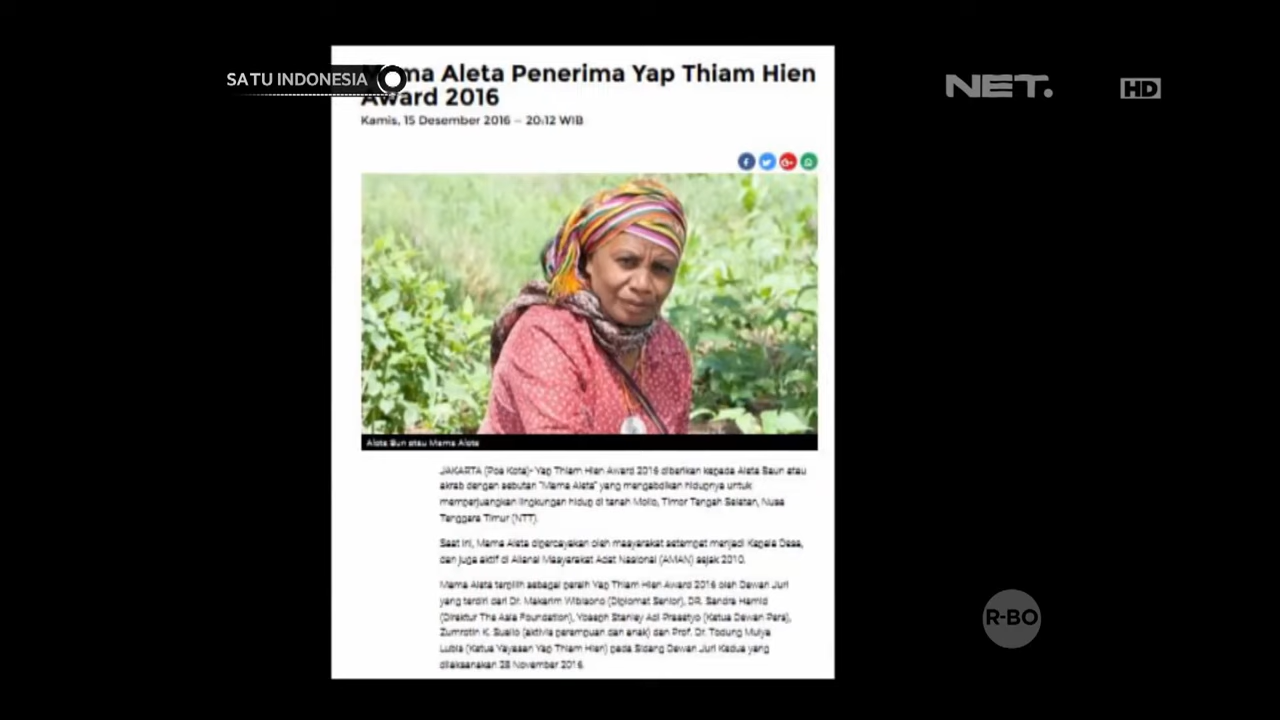 SATU INDONESIA
NET.
HD
Mama Aleta Penerima Yap Thiam Hien
Award 2016
Kamis, 15 Desember 2016 — 20:12 WIB
Aleta Bun atau Mama Aleta
JAKARTA (Pos Kota)- Yap Thiam Hien Award 2016 diberikan kepada Aleta Baun atau
akrab dengan sebutan "Mama Aleta" yang mengabdikan hidupnya untuk
memperjuangkan lingkungan hidup di tanah Mollo, Timor Tengah Selatan, Nusa
Tenggara Timur (NTT).
Saat ini, Mama Aleta dipercayakan oleh masyarakat setempat menjadi Kepala Desa,
dan juga aktif di Aliansi Masyarakat Adat Nasional (AMAN) sejak 2010.
Mama Aleta terpilih sebagai peraih Yap Thiam Hien Award 2016 oleh Dewan Juri
yang terdiri dari Dr. Makarim Wibisono (Diplomat Senior), DR. Sandra Hamid
(Direktur The Asia Foundation), Yoseph Stanley Adi Prasetyo (Ketua Dewan Pers),
Zumrotin K. Susilo (aktivis perempuan dan anak) dan Prof. Dr. Todung Mulya
Lubis (Ketua Yayasan Yap Thiam Hien) pada Sidang Dewan Juri Kedua yang
dilaksanakan 28 November 2016.
R-BO